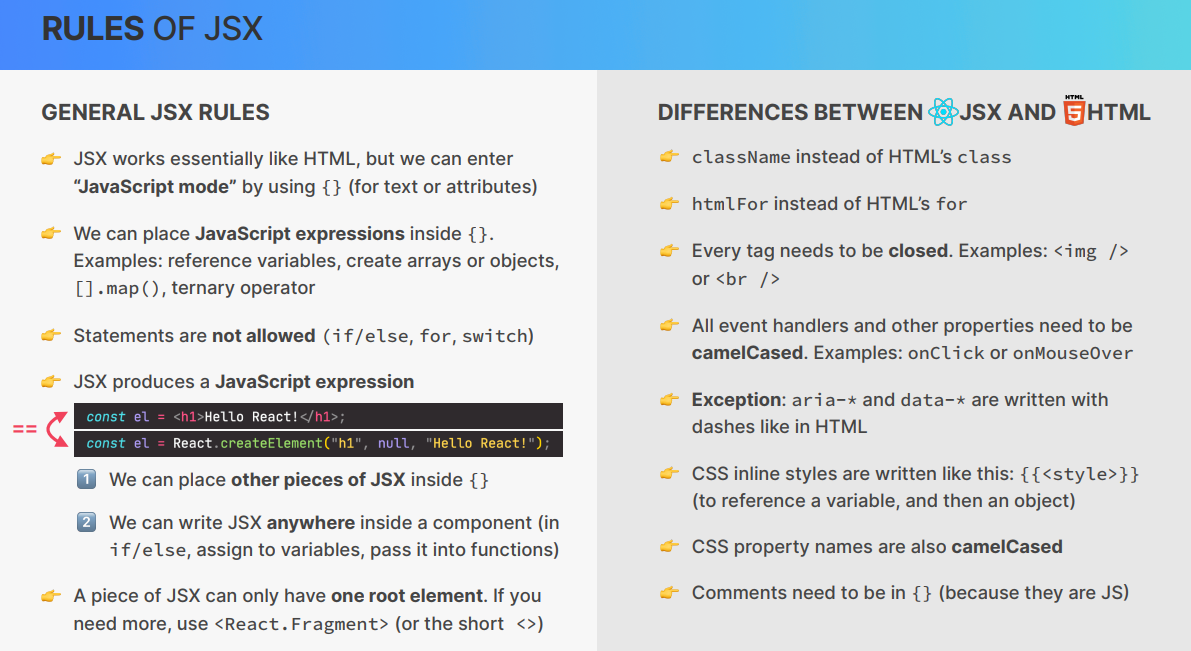 RULES OF JSX
GENERAL JSX RULES
👉 JSX works essentially like HTML, but we can enter
“JavaScript mode” by using {} (for text or attributes)
👉 We can place JavaScript expressions inside {}.
Examples: reference variables, create arrays or objects,
[].map(), ternary operator
👉 Statements are not allowed (if/else, for, switch)
👉 JSX produces a JavaScript expression
const el = <h1>Hello React!</h1>;
==
const el = React.createElement("h1", null, "Hello React!");
1 We can place other pieces of JSX inside {}
2 We can write JSX anywhere inside a component (in
if/else, assign to variables, pass it into functions)
👉 A piece of JSX can only have one root element. If you
need more, use <React.Fragment> (or the short <>)
DIFFERENCES BETWEEN JSX AND HTML 5 HTML
👉 className instead of HTML’s class
👉 htmlFor instead of HTML’s for
👉 Every tag needs to be closed. Examples: <img />
or <br />
👉 All event handlers and other properties need to be
camelCased. Examples: onClick or onMouseOver
👉 Exception: aria-* and data-* are written with
dashes like in HTML
👉 CSS inline styles are written like this: {{<style>}}
(to reference a variable, and then an object)
👉 CSS property names are also camelCased
👉 Comments need to be in {} (because they are JS)